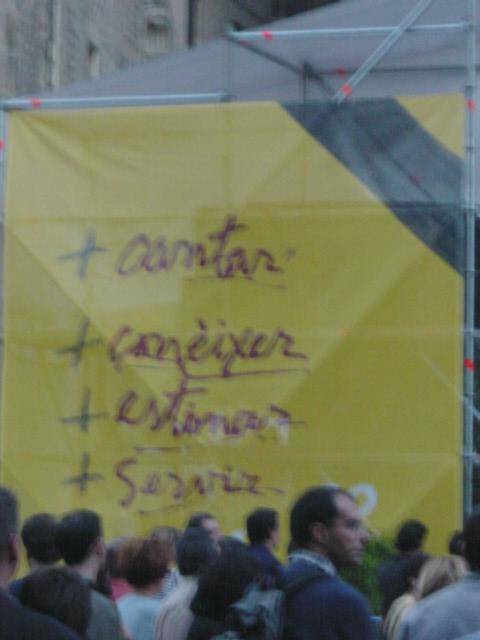 + cantar
+ conèixer
+ estimar
+ servir